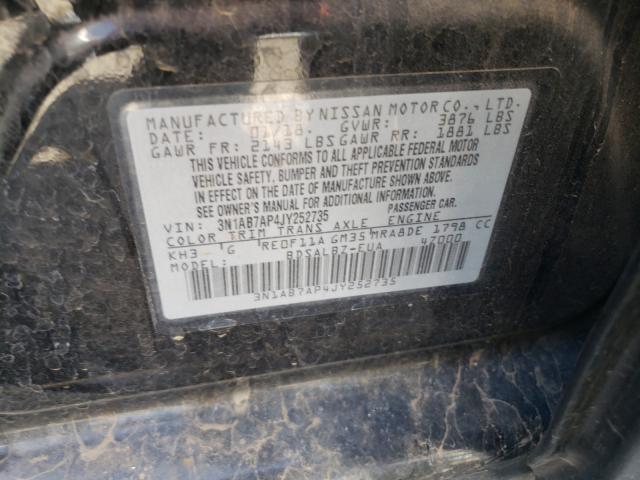 MANUFACTURED BY NISSAN MOTOR CO., LTD.
DATE: 01/18. GVWR: 3876 LBS
GAWR FR: 2143 LBS GAWR RR: 1881 LBS
THIS VEHICLE CONFORMS TO ALL APPLICABLE FEDERAL MOTOR
VEHICLE SAFETY, BUMPER AND THEFT PREVENTION STANDARDS
IN EFFECT ON THE DATE OF MANUFACTURE SHOWN ABOVE.
SEE OWNER'S MANUAL FOR ADDITIONAL INFORMATION
VIN: 3N1AB7AP4JY252735 PASSENGER CAR.
COLOR TRIM TRANS AXLE ENGINE
KH3 G RE0F11A GM35 MRA8DE 1798 CC
MODEL: BDSALBZ-EUA 4Z000
3N1AB7AP4JY252735